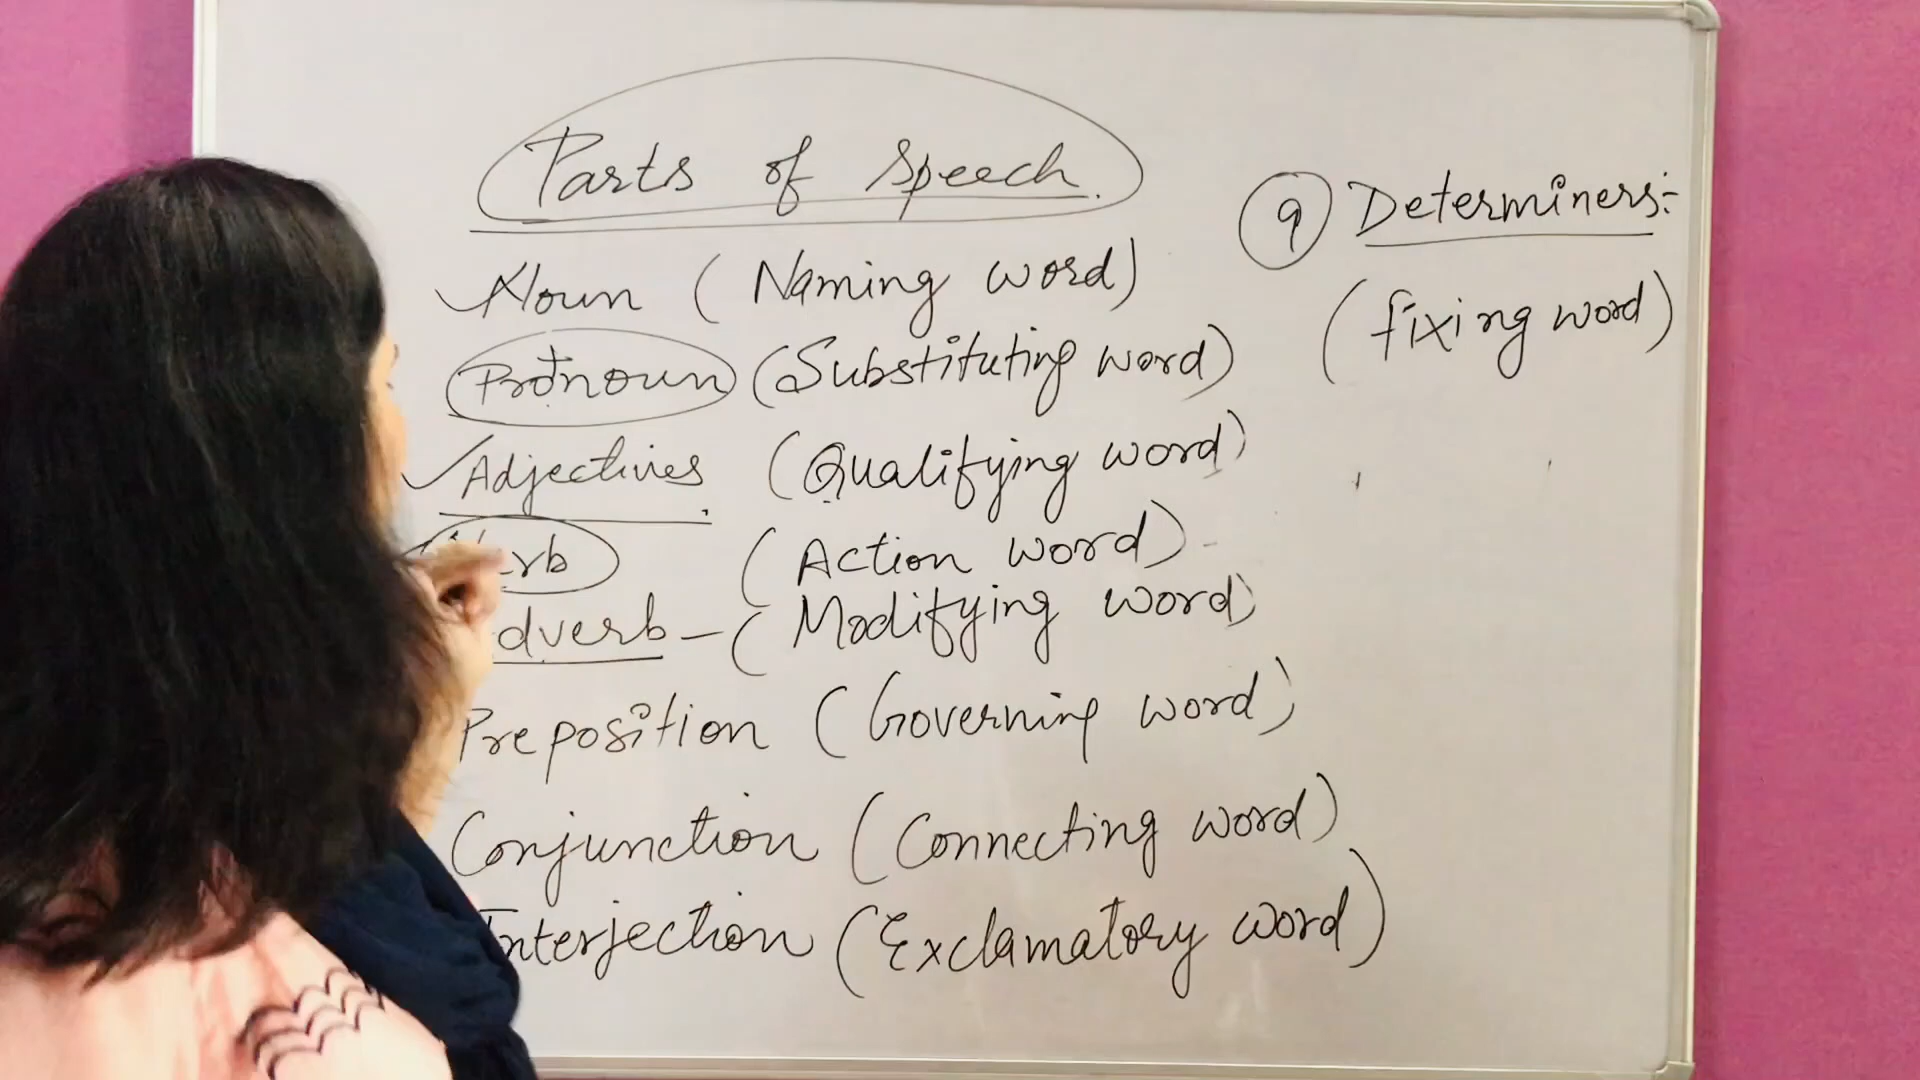 Parts of Speech.
Noun (Naming word)
Pronoun (Substituting word)
Adjectives (Qualifying word)
(Action word)
dverb - (Modifying word)
Preposition (Governing word)
Conjunction (Connecting word)
Interjection (Exclamatory word)
9 Determiners:-
(fixing word)